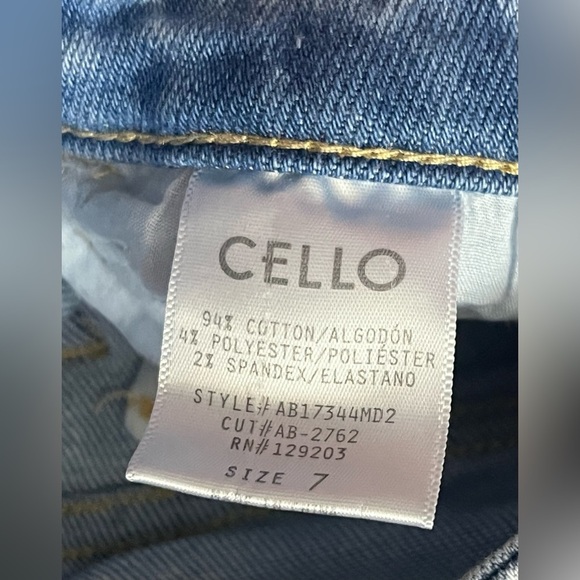 CELLO
94% COTTON/ALGODÓN
4% POLYESTER/POLIÉSTER
2% SPANDEX/ELASTANO
STYLE# AB17344MD2
CUT#AB-2762
RN# 129203
SIZE 7